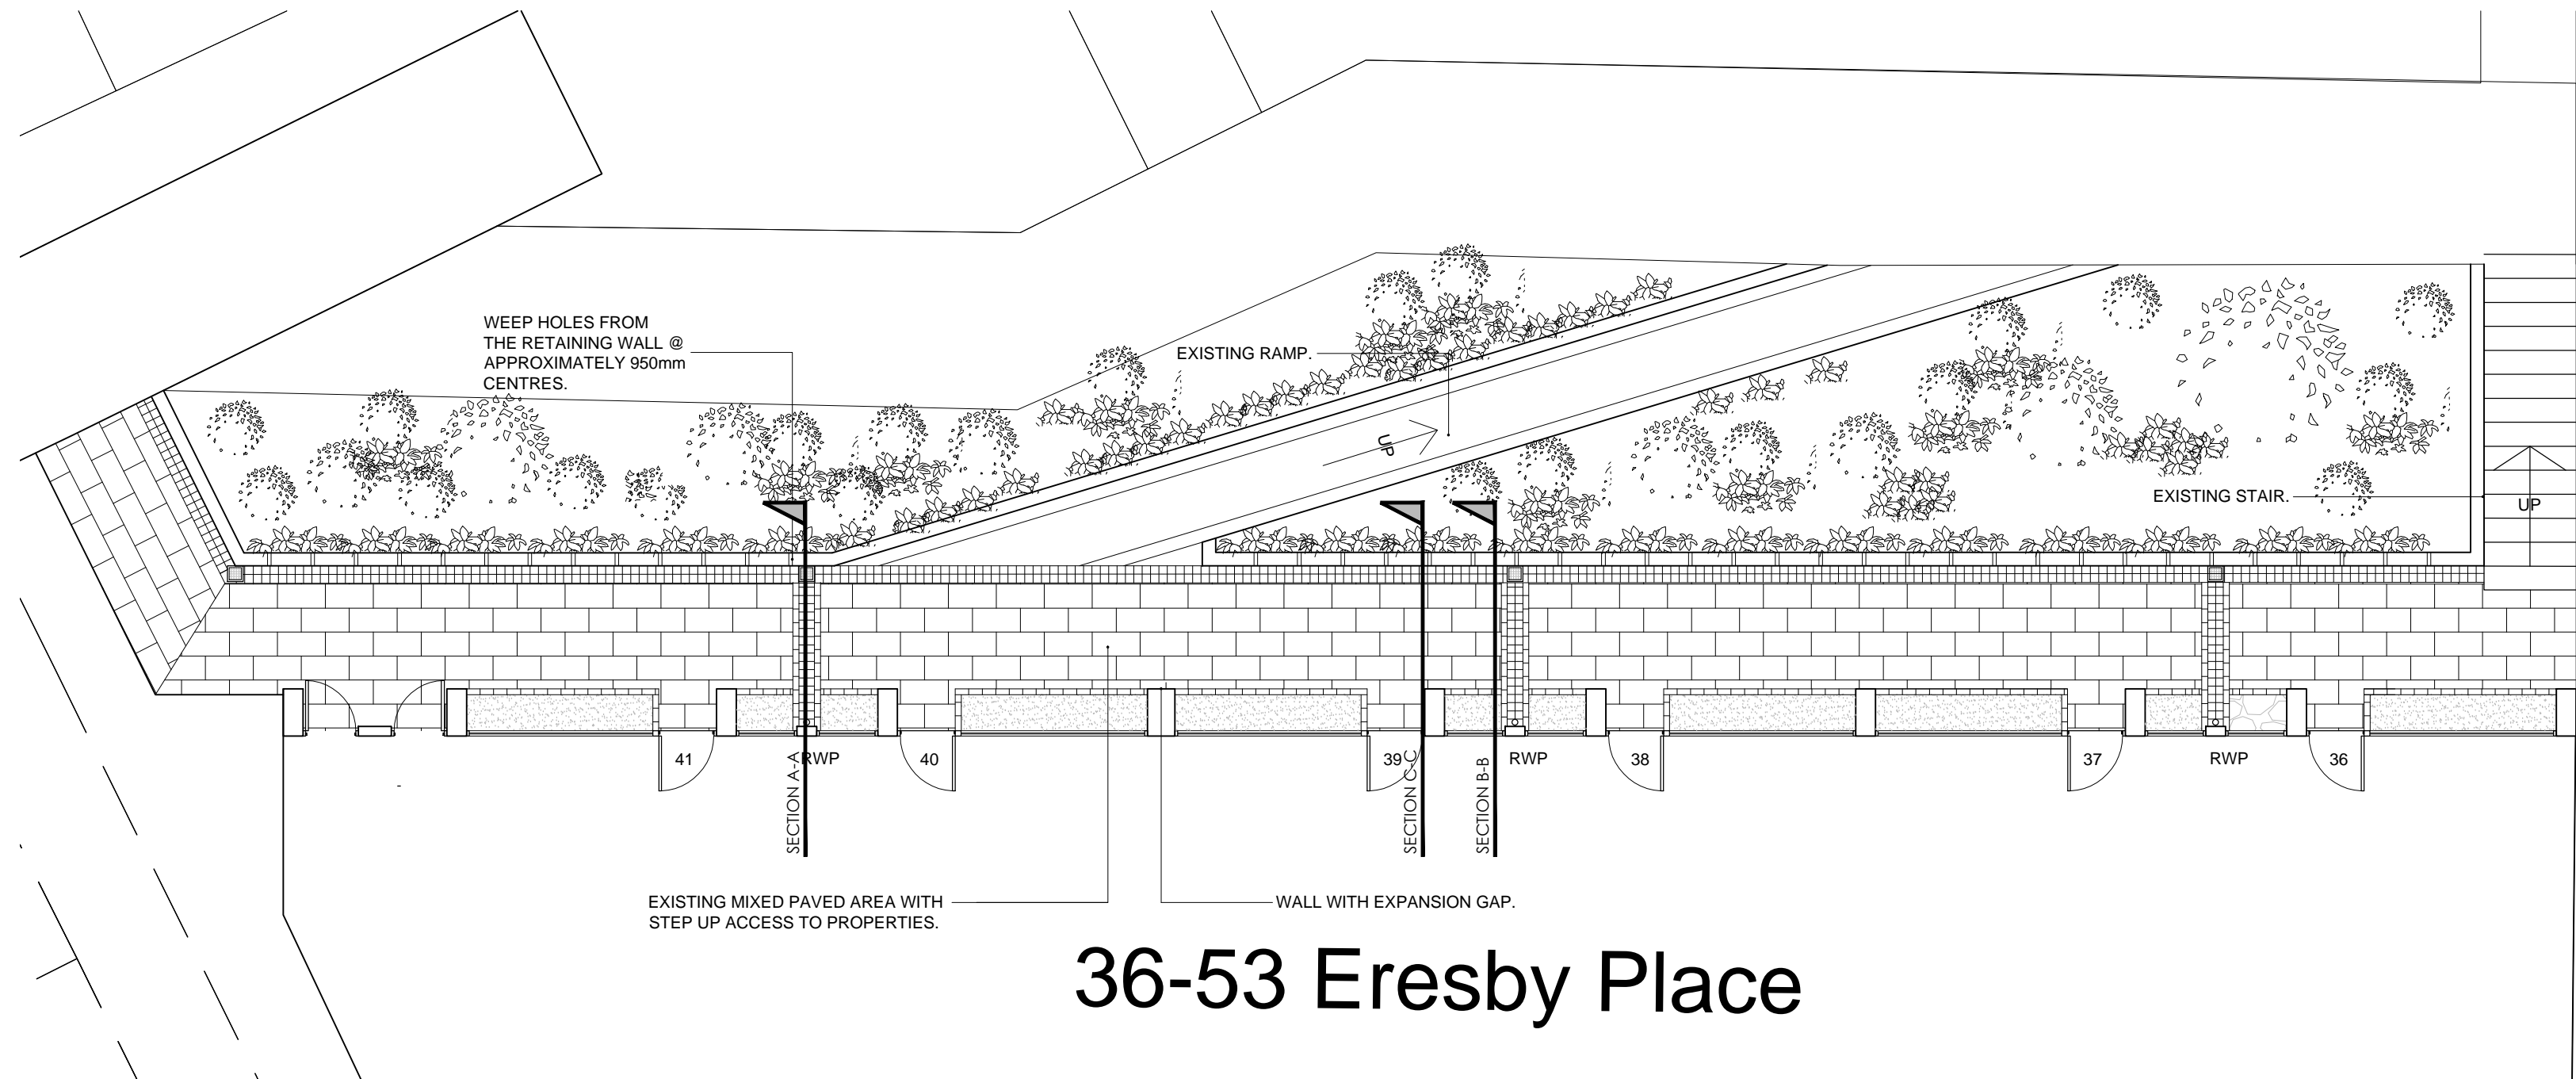 WEEP HOLES FROM
THE RETAINING WALL @
APPROXIMATELY 950mm
CENTRES.
EXISTING RAMP.
UP
EXISTING STAIR.
UP
41
RWP
40
39
RWP
38
37
RWP
36
SECTION A-A
SECTION C-C
SECTION B-B
EXISTING MIXED PAVED AREA WITH
STEP UP ACCESS TO PROPERTIES.
WALL WITH EXPANSION GAP.
36-53 Eresby Place